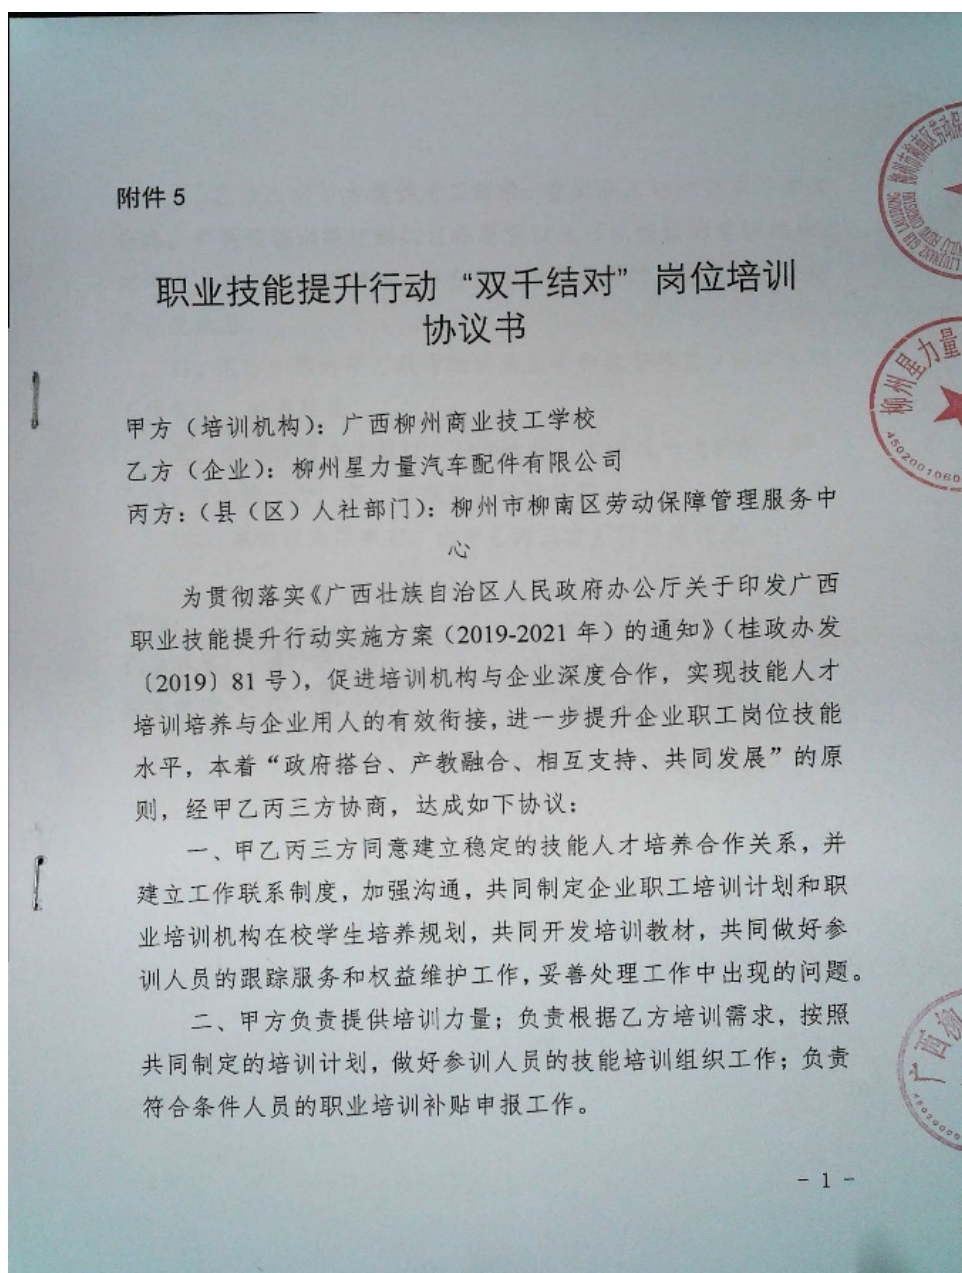 附件 5
职业技能提升行动“双千结对”岗位培训
协议书
甲方（培训机构）：广西柳州商业技工学校
乙方（企业）：柳州星力量汽车配件有限公司
丙方：（县（区）人社部门）：柳州市柳南区劳动保障管理服务中
心
为贯彻落实《广西壮族自治区人民政府办公厅关于印发广西
职业技能提升行动实施方案（2019-2021 年）的通知》（桂政办发
〔2019〕81 号），促进培训机构与企业深度合作，实现技能人才
培训培养与企业用人的有效衔接，进一步提升企业职工岗位技能
水平，本着“政府搭台、产教融合、相互支持、共同发展”的原
则，经甲乙丙三方协商，达成如下协议：
一、甲乙丙三方同意建立稳定的技能人才培养合作关系，并
建立工作联系制度，加强沟通，共同制定企业职工培训计划和职
业培训机构在校学生培养规划，共同开发培训教材，共同做好参
训人员的跟踪服务和权益维护工作，妥善处理工作中出现的问题。
二、甲方负责提供培训力量；负责根据乙方培训需求，按照
共同制定的培训计划，做好参训人员的技能培训组织工作；负责
符合条件人员的职业培训补贴申报工作。
- 1 -
柳州市柳南区劳动保
柳州星力量
4502001060
广西柳